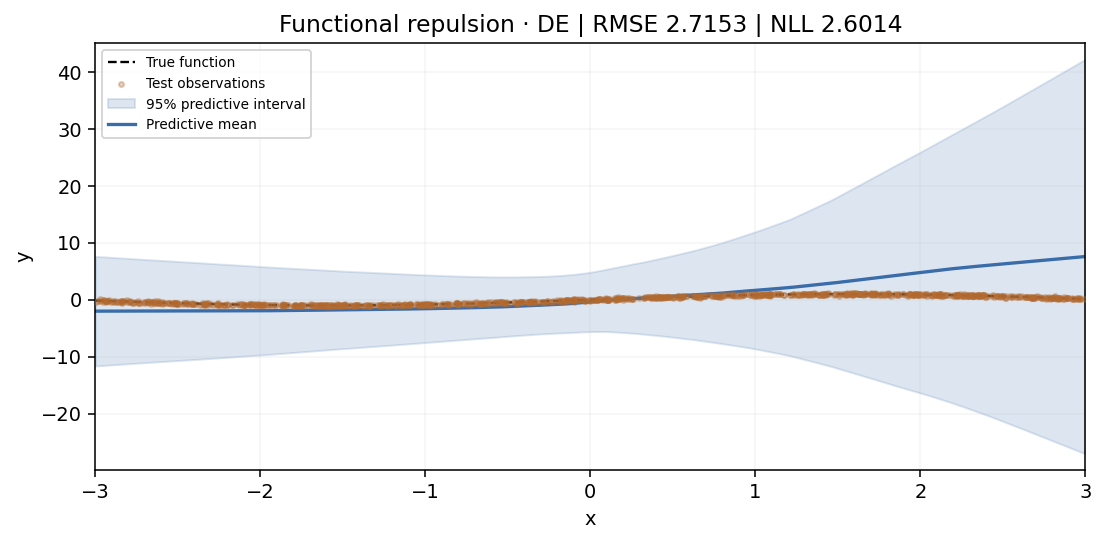 Functional repulsion · DE | RMSE 2.7153 | NLL 2.6014
True function
Test observations
95% predictive interval
Predictive mean
y
40
30
20
10
0
−10
−20
−3
−2
−1
0
1
2
3
x